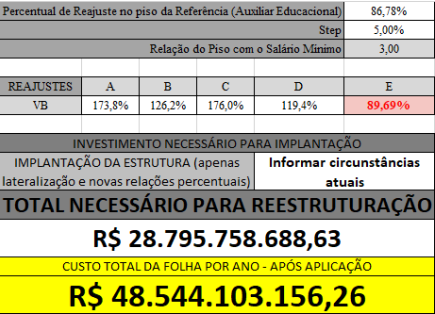 Percentual de Reajuste no piso da Referência (Auxiliar Educacional) 86,78%
Step 5,00%
Relação do Piso com o Salário Mínimo 3,00
REAJUSTES A B C D E
VB 173,8% 126,2% 176,0% 119,4% 89,69%
INVESTIMENTO NECESSÁRIO PARA IMPLANTAÇÃO
IMPLANTAÇÃO DA ESTRUTURA (apenas lateralização e novas relações percentuais) Informar circunstâncias atuais
TOTAL NECESSÁRIO PARA REESTRUTURAÇÃO
R$ 28.795.758.688,63
CUSTO TOTAL DA FOLHA POR ANO - APÓS APLICAÇÃO
R$ 48.544.103.156,26